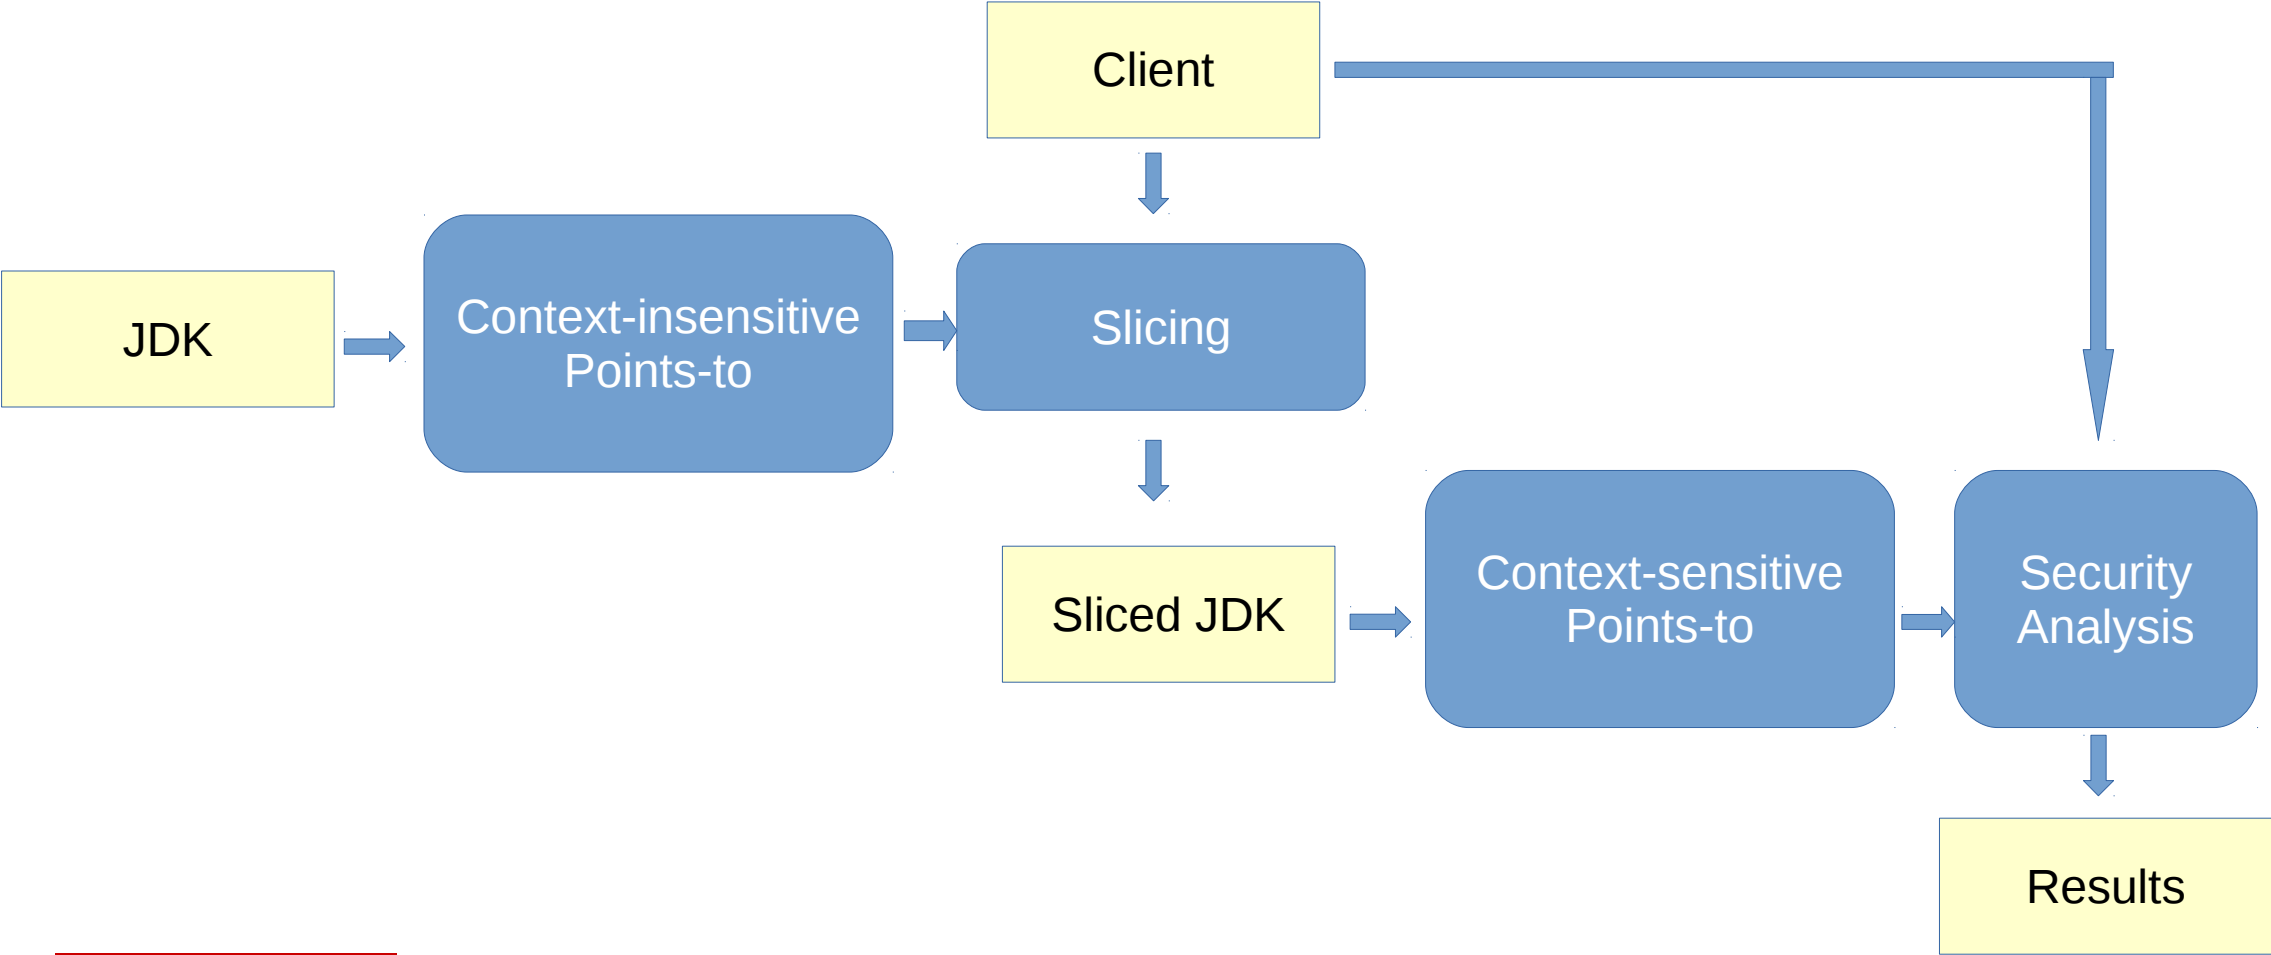 Client
JDK
Context-insensitive
Points-to
Slicing
Sliced JDK
Context-sensitive
Points-to
Security
Analysis
Results